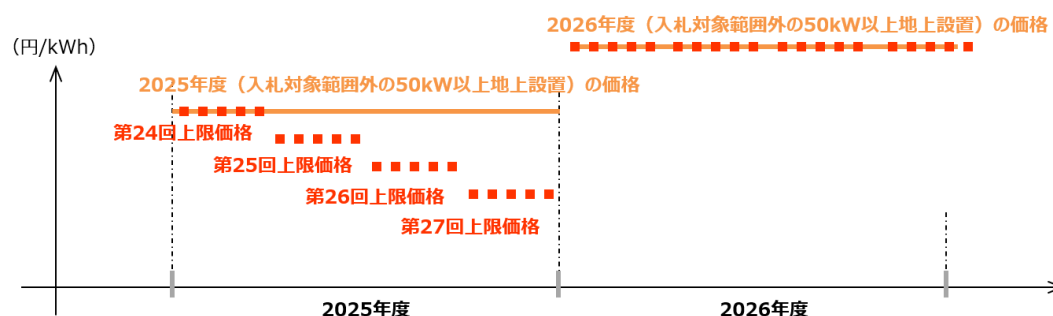 2026年度（入札対象範囲外の50kW以上地上設置）の価格
（円/kWh）
2025年度（入札対象範囲外の50kW以上地上設置）の価格
第24回上限価格
第25回上限価格
第26回上限価格
第27回上限価格
2025年度
2026年度